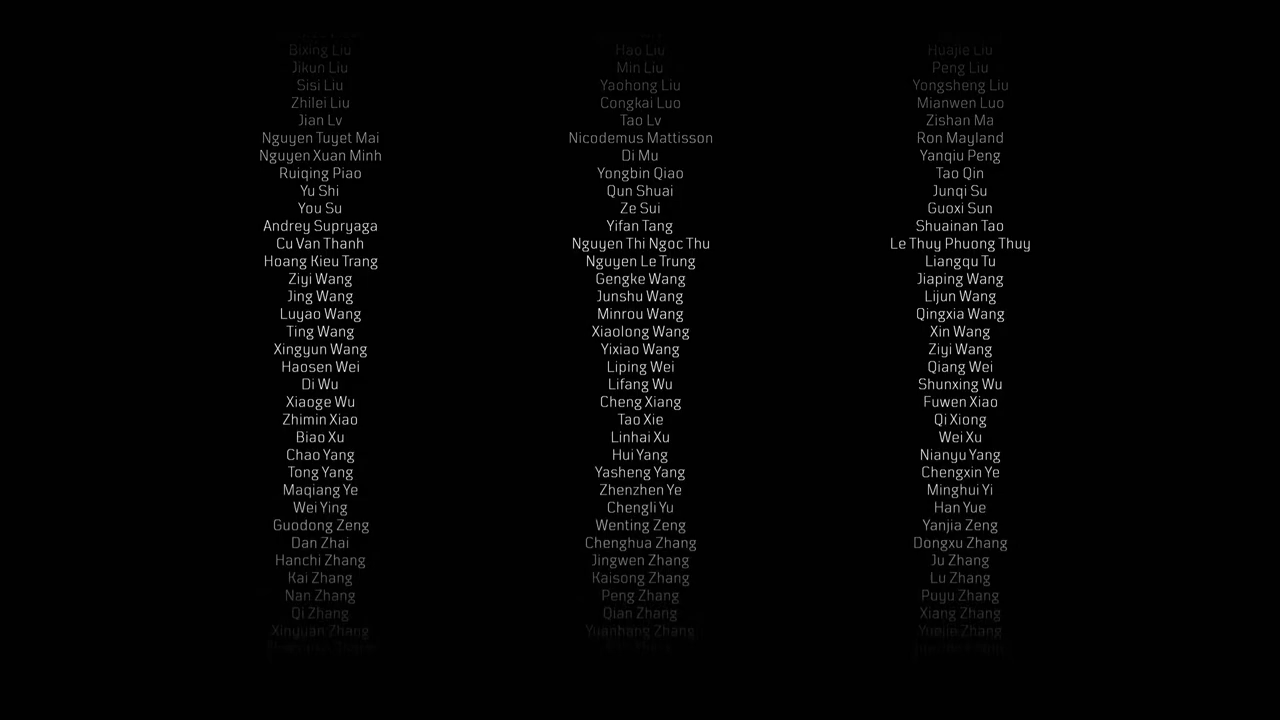 Bixing Liu Hao Liu Huajie Liu
Jikun Liu Min Liu Peng Liu
Sisi Liu Yaohong Liu Yongsheng Liu
Zhilei Liu Congkai Luo Mianwen Luo
Jian Lv Tao Lv Zishan Ma
Nguyen Tuyet Mai Nicodemus Mattisson Ron Mayland
Nguyen Xuan Minh Di Mu Yanqiu Peng
Ruiqing Piao Yongbin Qiao Tao Qin
Yu Shi Qun Shuai Junqi Su
You Su Ze Sui Guoxi Sun
Andrey Supryaga Yifan Tang Shuainan Tao
Cu Van Thanh Nguyen Thi Ngoc Thu Le Thuy Phuong Thuy
Hoang Kieu Trang Nguyen Le Trung Liangqu Tu
Ziyi Wang Gengke Wang Jiaping Wang
Jing Wang Junshu Wang Lijun Wang
Luyao Wang Minrou Wang Qingxia Wang
Ting Wang Xiaolong Wang Xin Wang
Xingyun Wang Yixiao Wang Ziyi Wang
Haosen Wei Liping Wei Qiang Wei
Di Wu Lifang Wu Shunxing Wu
Xiaoge Wu Cheng Xiang Fuwen Xiao
Zhimin Xiao Tao Xie Qi Xiong
Biao Xu Linhai Xu Wei Xu
Chao Yang Hui Yang Nianyu Yang
Tong Yang Yasheng Yang Chengxin Ye
Maqiang Ye Zhenzhen Ye Minghui Yi
Wei Ying Chengli Yu Han Yue
Guodong Zeng Wenting Zeng Yanjia Zeng
Dan Zhai Chenghua Zhang Dongxu Zhang
Hanchi Zhang Jingwen Zhang Ju Zhang
Kai Zhang Kaisong Zhang Lu Zhang
Nan Zhang Peng Zhang Puyu Zhang
Qi Zhang Qian Zhang Xiang Zhang
Xinyuan Zhang Yuanhang Zhang Yuejie Zhang